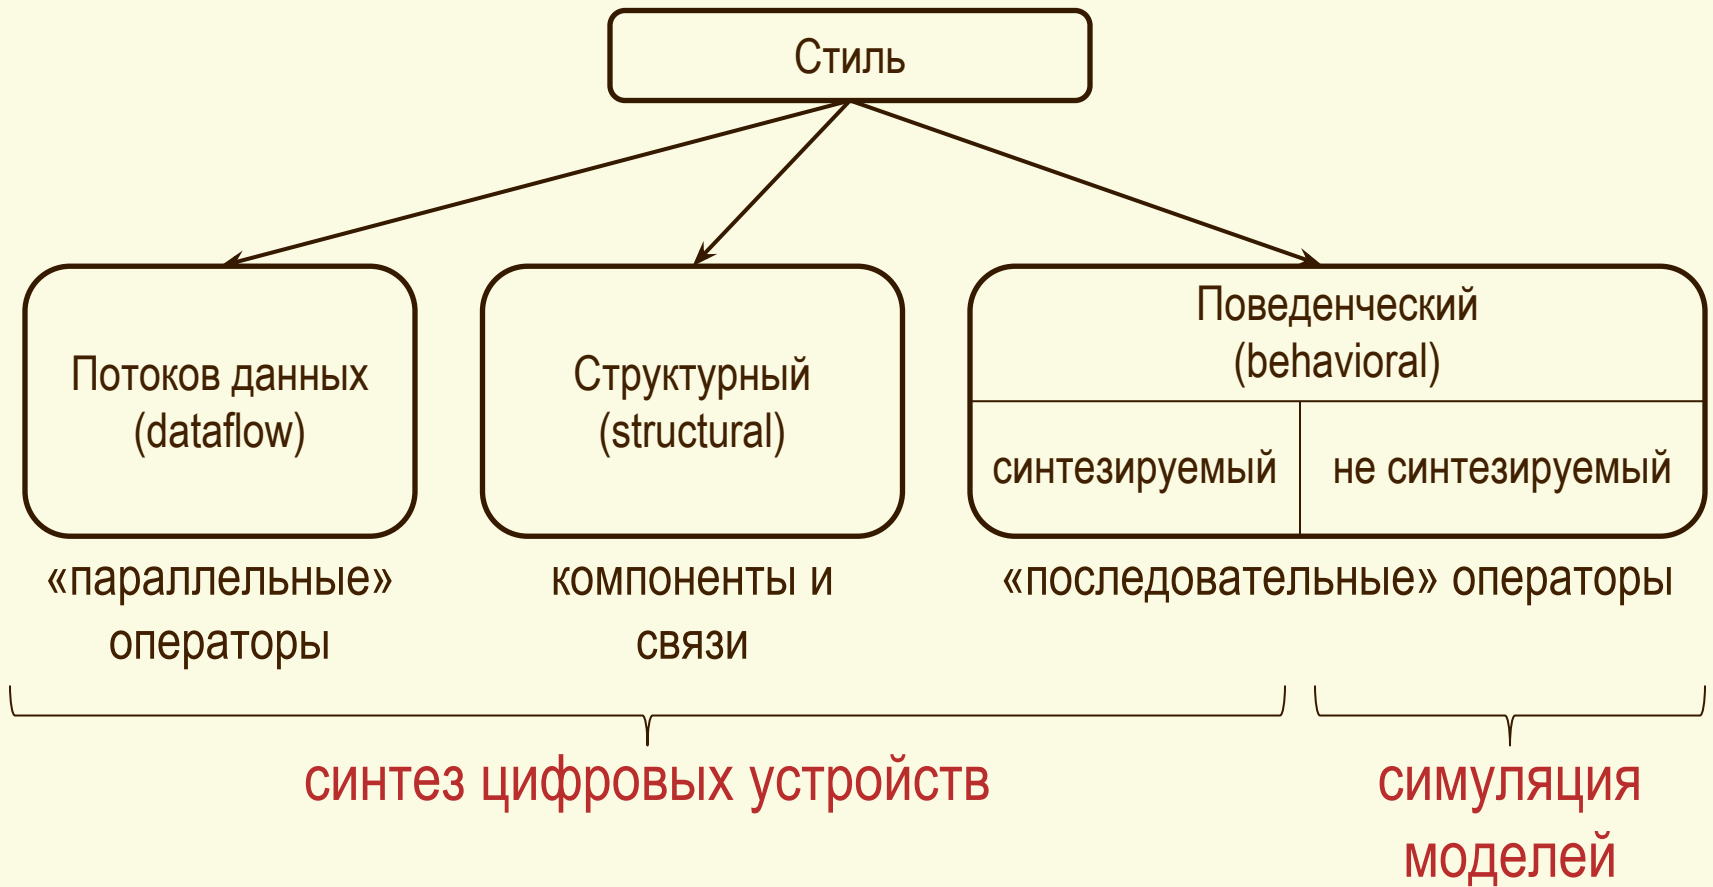 Стиль
Потоков данных
(dataflow)
Структурный
(structural)
Поведенческий
(behavioral)
синтезируемый
не синтезируемый
«параллельные»
операторы
компоненты и
связи
«последовательные» операторы
синтез цифровых устройств
симуляция
моделей